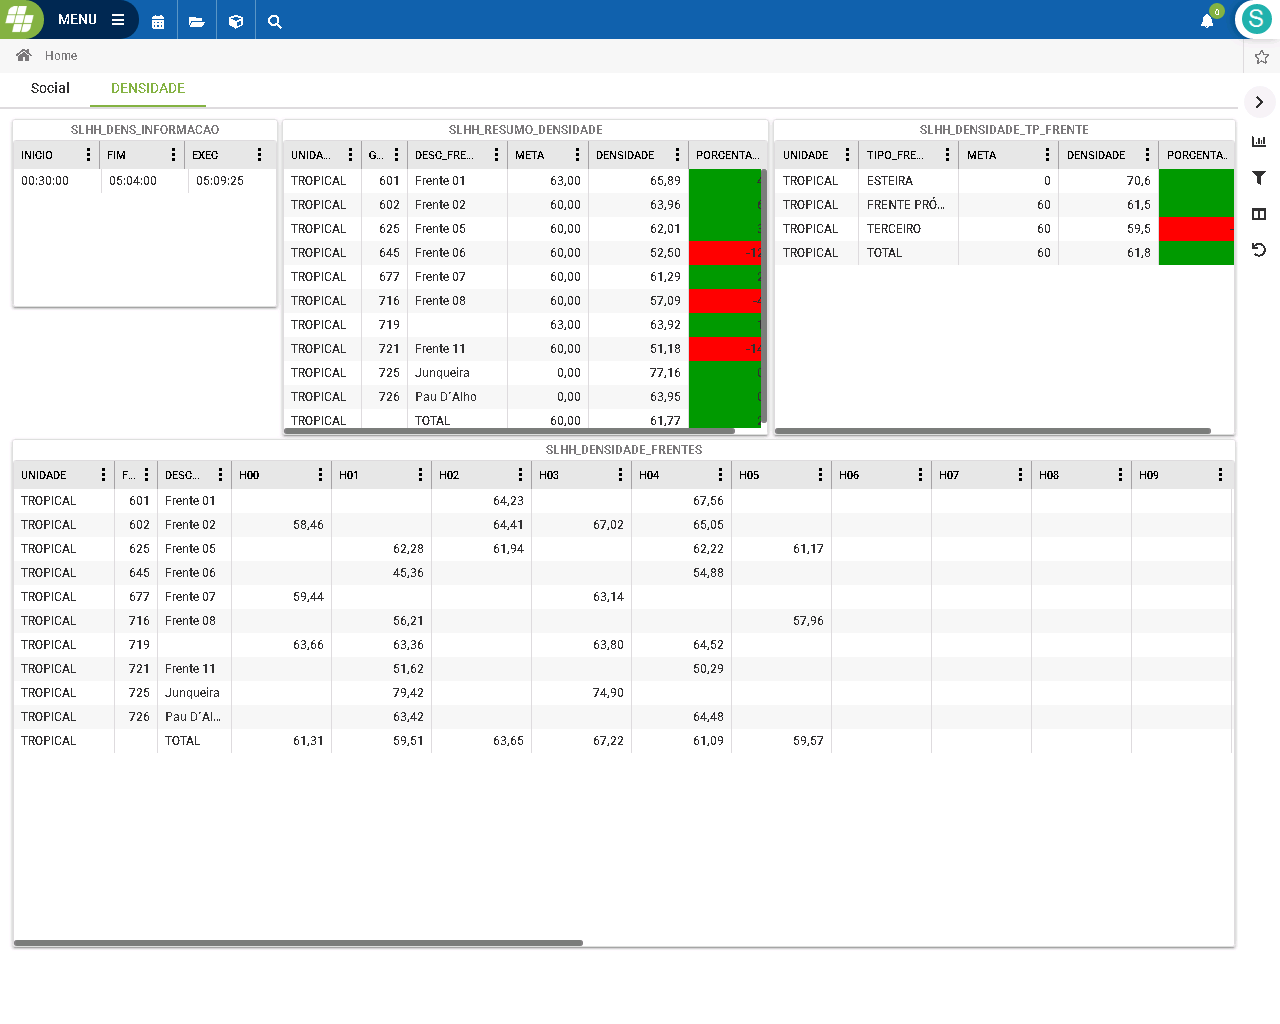 MENU
0
S
Home
Social DENSIDADE
SLHH_DENS_INFORMACAO
INICIO FIM EXEC
00:30:00 05:04:00 05:09:25
SLHH_RESUMO_DENSIDADE
UNIDA... G... DESC_FRE... META DENSIDADE PORCENTA...
TROPICAL 601 Frente 01 63,00 65,89
TROPICAL 602 Frente 02 60,00 63,96
TROPICAL 625 Frente 05 60,00 62,01
TROPICAL 645 Frente 06 60,00 52,50
TROPICAL 677 Frente 07 60,00 61,29
TROPICAL 716 Frente 08 60,00 57,09
TROPICAL 719 63,00 63,92
TROPICAL 721 Frente 11 60,00 51,18
TROPICAL 725 Junqueira 0,00 77,16
TROPICAL 726 Pau D´Alho 0,00 63,95
TROPICAL TOTAL 60,00 61,77
SLHH_DENSIDADE_TP_FRENTE
UNIDADE TIPO_FRE... META DENSIDADE PORCENTA...
TROPICAL ESTEIRA 0 70,6
TROPICAL FRENTE PRÓ... 60 61,5
TROPICAL TERCEIRO 60 59,5
TROPICAL TOTAL 60 61,8
SLHH_DENSIDADE_FRENTES
UNIDADE F... DESC... H00 H01 H02 H03 H04 H05 H06 H07 H08 H09
TROPICAL 601 Frente 01 64,23 67,56
TROPICAL 602 Frente 02 58,46 64,41 67,02 65,05
TROPICAL 625 Frente 05 62,28 61,94 62,22 61,17
TROPICAL 645 Frente 06 45,36 54,88
TROPICAL 677 Frente 07 59,44 63,14
TROPICAL 716 Frente 08 56,21 57,96
TROPICAL 719 63,66 63,36 63,80 64,52
TROPICAL 721 Frente 11 51,62 50,29
TROPICAL 725 Junqueira 79,42 74,90
TROPICAL 726 Pau D´Al... 63,42 64,48
TROPICAL TOTAL 61,31 59,51 63,65 67,22 61,09 59,57